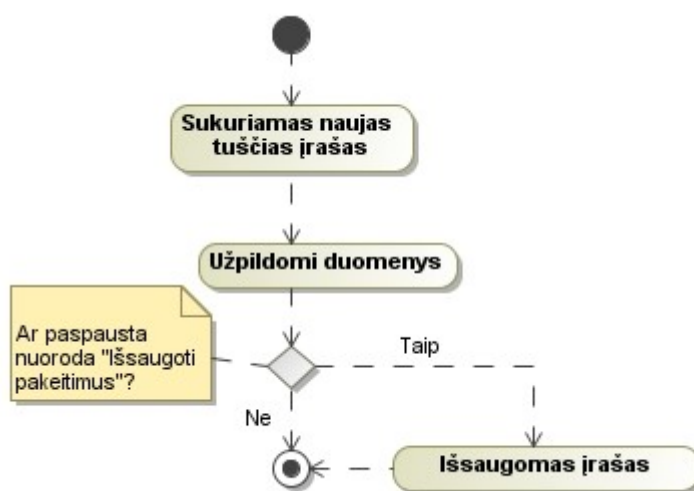 Sukuriamas naujas
tuščias įrašas
Užpildomi duomenys
Ar paspausta
nuoroda "Išsaugoti
pakeitimus"?
Taip
Ne
Išsaugomas įrašas